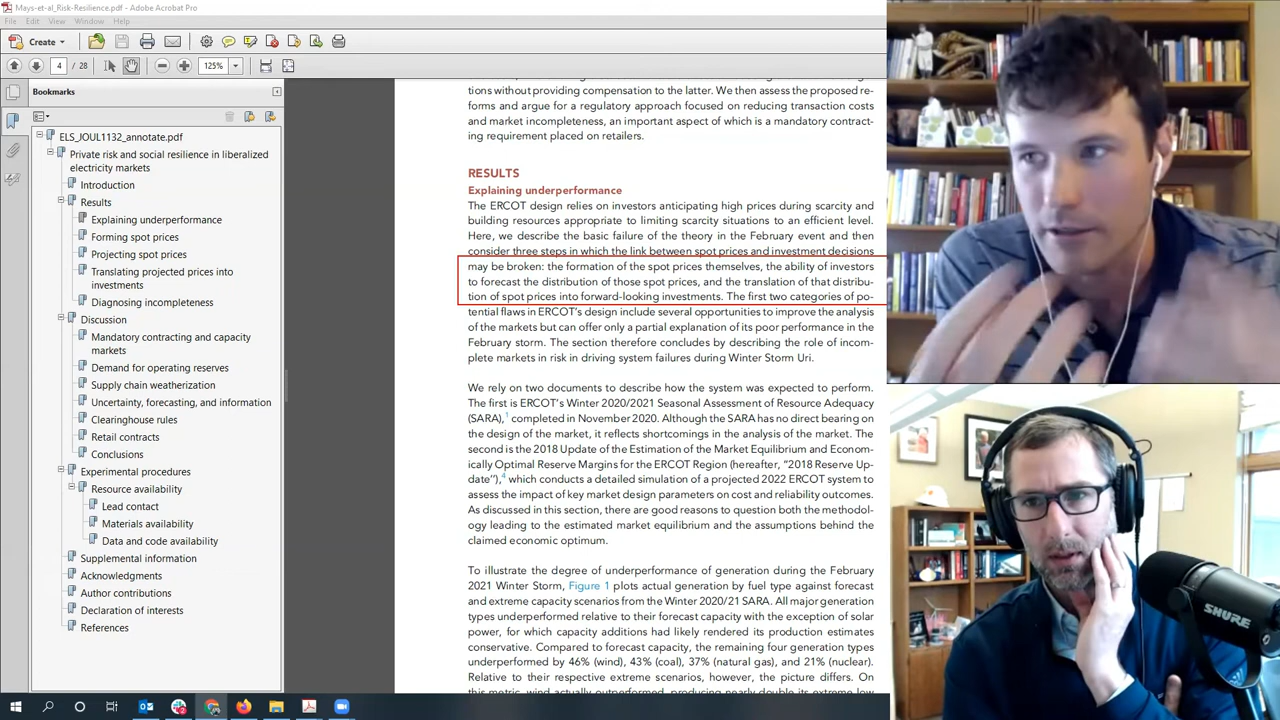 Mays-et-al_Risk-Resilience.pdf - Adobe Acrobat Pro
File Edit View Window Help
Create
4 / 28
125%
Bookmarks
ELS_JOUL1132_annotate.pdf
Private risk and social resilience in liberalized
electricity markets
Introduction
Results
Explaining underperformance
Forming spot prices
Projecting spot prices
Translating projected prices into
investments
Diagnosing incompleteness
Discussion
Mandatory contracting and capacity
markets
Demand for operating reserves
Supply chain weatherization
Uncertainty, forecasting, and information
Clearinghouse rules
Retail contracts
Conclusions
Experimental procedures
Resource availability
Lead contact
Materials availability
Data and code availability
Supplemental information
Acknowledgments
Author contributions
Declaration of interests
References
tions without providing compensation to the latter. We then assess the proposed re-
forms and argue for a regulatory approach focused on reducing transaction costs
and market incompleteness, an important aspect of which is a mandatory contract-
ing requirement placed on retailers.
RESULTS
Explaining underperformance
The ERCOT design relies on investors anticipating high prices during scarcity and
building resources appropriate to limiting scarcity situations to an efficient level.
Here, we describe the basic failure of the theory in the February event and then
consider three steps in which the link between spot prices and investment decisions
may be broken: the formation of the spot prices themselves, the ability of investors
to forecast the distribution of those spot prices, and the translation of that distribu-
tion of spot prices into forward-looking investments. The first two categories of po-
tential flaws in ERCOT's design include several opportunities to improve the analysis
of the markets but can offer only a partial explanation of its poor performance in the
February storm. The section therefore concludes by describing the role of incom-
plete markets in risk in driving system failures during Winter Storm Uri.
We rely on two documents to describe how the system was expected to perform.
The first is ERCOT's Winter 2020/2021 Seasonal Assessment of Resource Adequacy
(SARA),1 completed in November 2020. Although the SARA has no direct bearing on
the design of the market, it reflects shortcomings in the analysis of the market. The
second is the 2018 Update of the Estimation of the Market Equilibrium and Econom-
ically Optimal Reserve Margins for the ERCOT Region (hereafter, "2018 Reserve Up-
date"),4 which conducts a detailed simulation of a projected 2022 ERCOT system to
assess the impact of key market design parameters on cost and reliability outcomes.
As discussed in this section, there are good reasons to question both the methodol-
ogy leading to the estimated market equilibrium and the assumptions behind the
claimed economic optimum.
To illustrate the degree of underperformance of generation during the February
2021 Winter Storm, Figure 1 plots actual generation by fuel type against forecast
and extreme capacity scenarios from the Winter 2020/21 SARA. All major generation
types underperformed relative to their forecast capacity with the exception of solar
power, for which capacity additions had likely rendered its production estimates
conservative. Compared to forecast capacity, the remaining four generation types
underperformed by 46% (wind), 43% (coal), 37% (natural gas), and 21% (nuclear).
Relative to their respective extreme scenarios, however, the picture differs. On
this metric, wind actually outperformed, producing nearly double its extreme low
SHURE